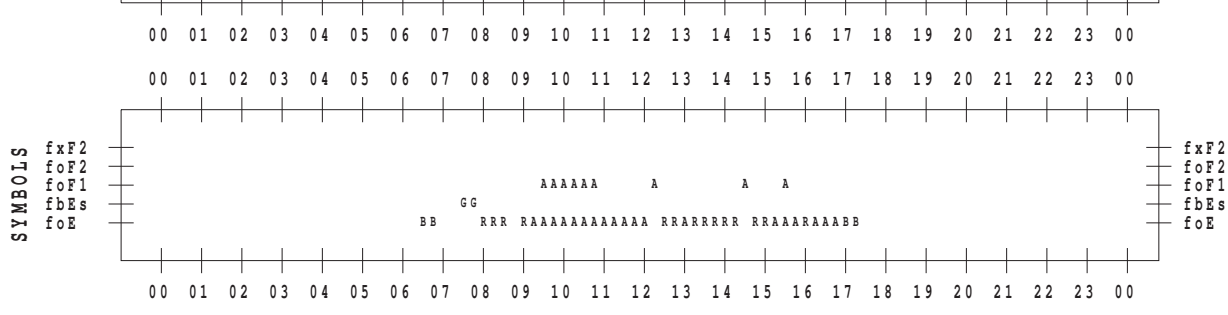 00 01 02 03 04 05 06 07 08 09 10 11 12 13 14 15 16 17 18 19 20 21 22 23 00
00 01 02 03 04 05 06 07 08 09 10 11 12 13 14 15 16 17 18 19 20 21 22 23 00
SYMBOLS
fxF2 fxF2
foF2 foF2
foF1 AAAAAA A A A foF1
fbEs GG fbEs
foE BB RRR RAAAAAAAAAAAA RRARRRRR RRAAARAAABB foE
00 01 02 03 04 05 06 07 08 09 10 11 12 13 14 15 16 17 18 19 20 21 22 23 00